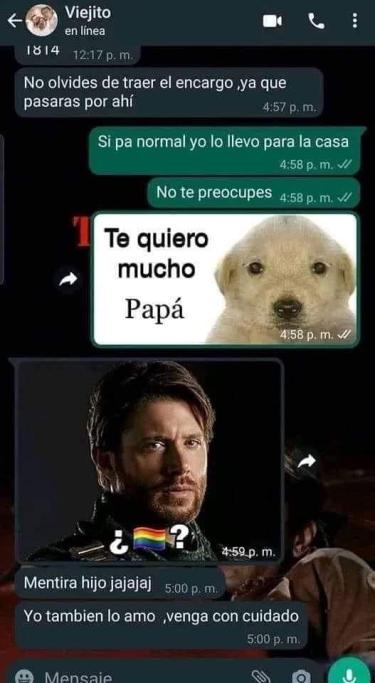 Viejito
en línea
1814 12:17 p. m.
No olvides de traer el encargo ,ya que
pasaras por ahí
4:57 p. m.
Si pa normal yo lo llevo para la casa
4:58 p. m.
No te preocupes 4:58 p. m.
T
Te quiero
mucho
Papá
4:58 p. m.
¿🏳️‍🌈?
4:59 p. m.
Mentira hijo jajajaj 5:00 p. m.
Yo tambien lo amo ,venga con cuidado
5:00 p. m.
Mensaje